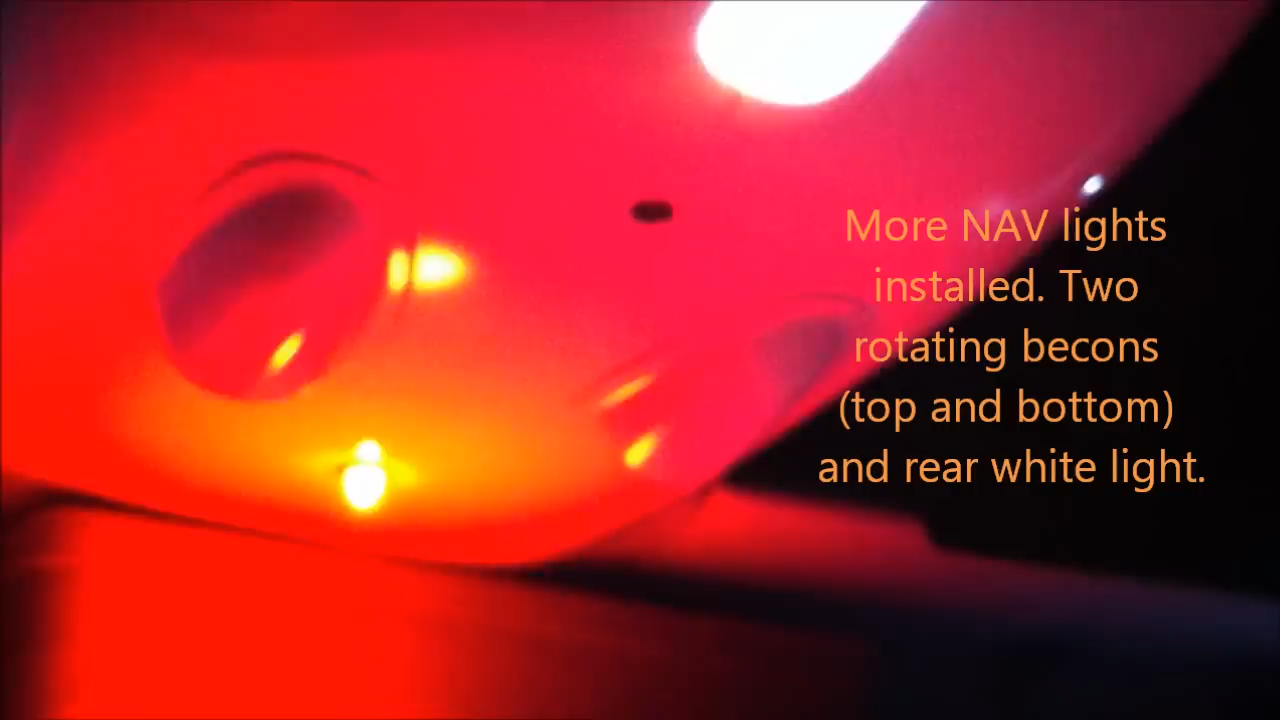 More NAV lights
installed. Two
rotating becons
(top and bottom)
and rear white light.